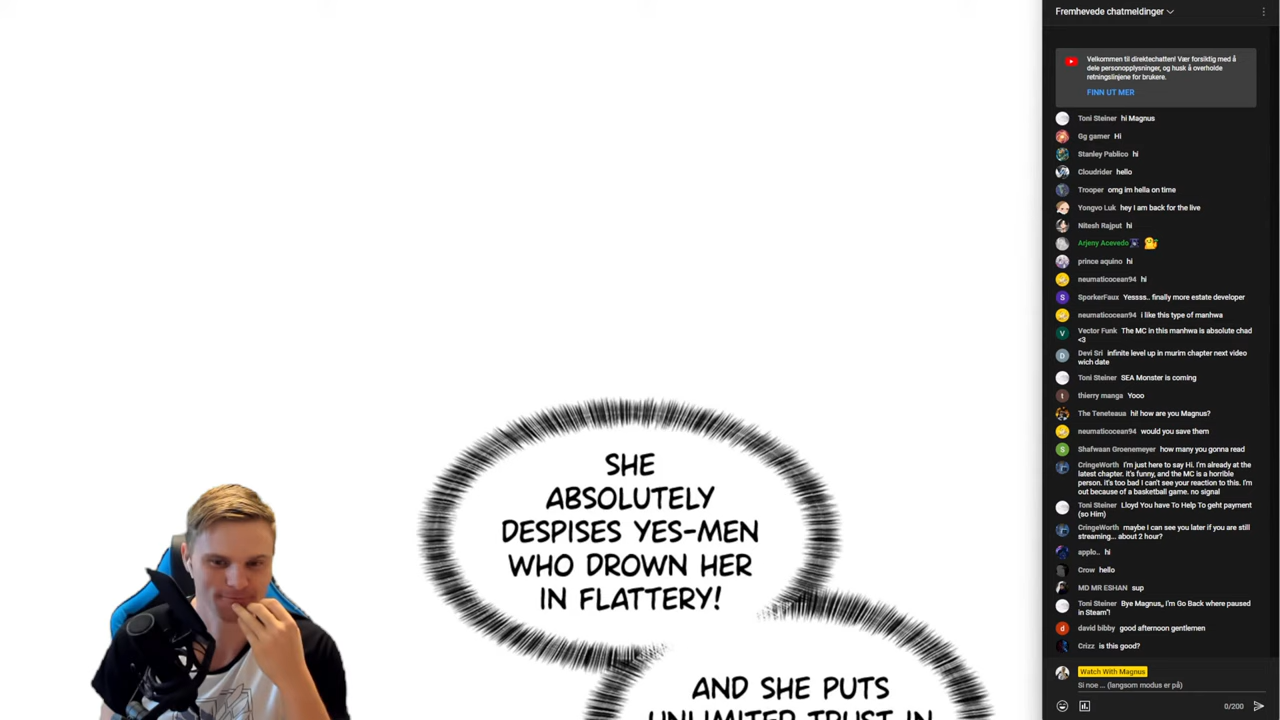 SHE
ABSOLUTELY
DESPISES YES-MEN
WHO DROWN HER
IN FLATTERY!
AND SHE PUTS
UNLIMITED TRUST IN
Fremhevede chatmeldinger
Velkommen til direktechatten! Vær forsiktig med å
dele personopplysninger, og husk å overholde
retningslinjene for brukere.
FINN UT MER
Toni Steiner hi Magnus
Gg gamer Hi
Stanley Pablico hi
Cloudrider hello
Trooper omg im hella on time
Yongvo Luk hey I am back for the live
Nitesh Rajput hi
Arjeny Acevedo
prince aquino hi
neumaticocean94 hi
S SporkerFaux Yessss.. finally more estate developer
neumaticocean94 i like this type of manhwa
V Vector Funk The MC in this manhwa is absolute chad
<3
Devi Sri infinite level up in murim chapter next video
wich date
Toni Steiner SEA Monster is coming
t thierry manga Yooo
The Teneteaua hi! how are you Magnus?
neumaticocean94 would you save them
S Shafwaan Groenemeyer how many you gonna read
CringeWorth I'm just here to say Hi. I'm already at the
latest chapter. it's funny, and the MC is a horrible
person. it's too bad I can't see your reaction to this. I'm
out because of a basketball game. no signal
Toni Steiner Lloyd You have To Help To geht payment
(so Him)
CringeWorth maybe I can see you later if you are still
streaming... about 2 hour?
applo.. hi
Crow hello
MD MR ESHAN sup
Toni Steiner Bye Magnus,, I'm Go Back where paused
in Steam"!
d david bibby good afternoon gentlemen
Crizz is this good?
Watch With Magnus
Si noe ... (langsom modus er på)
0/200